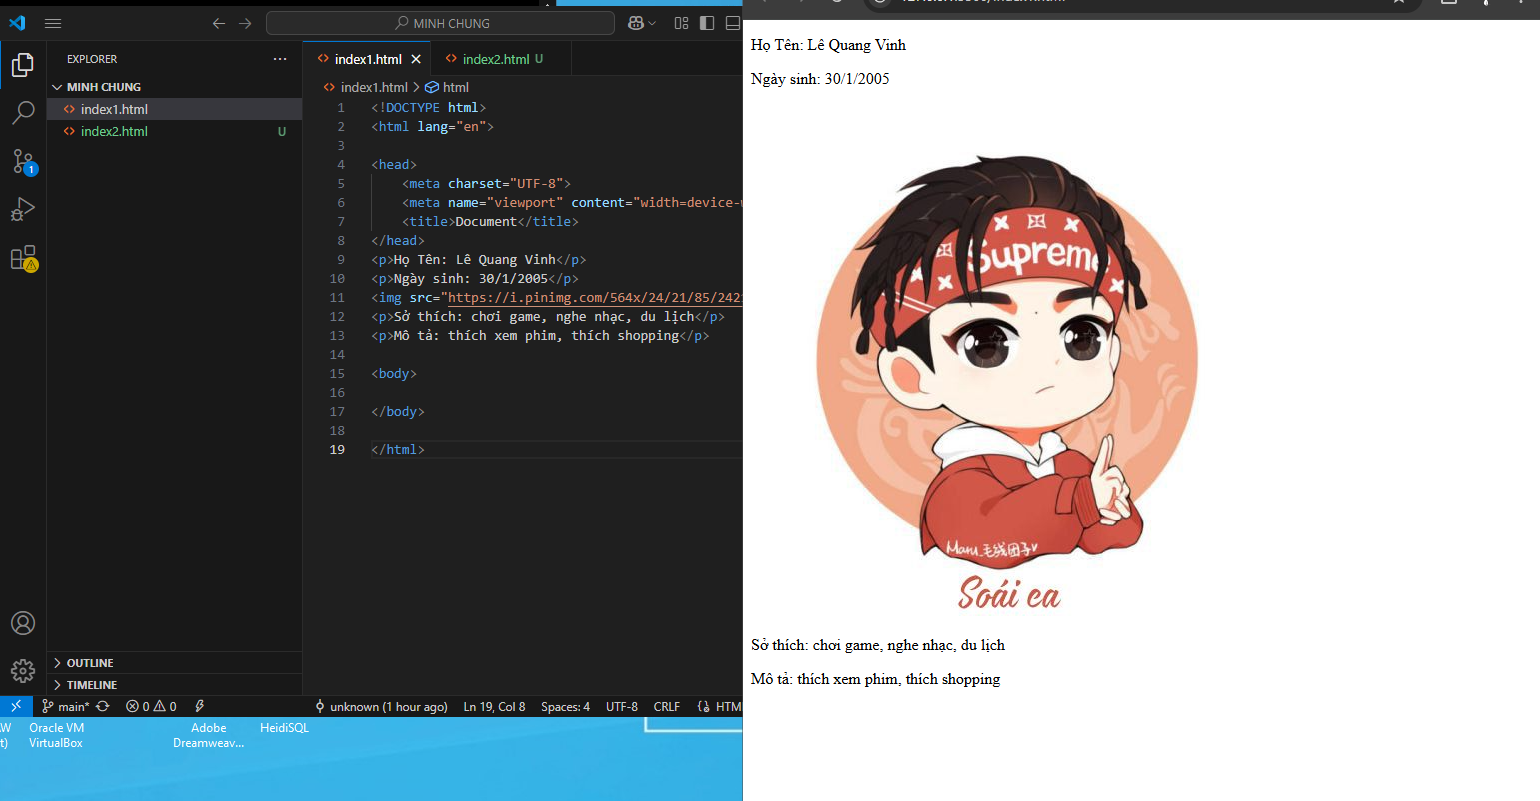 MINH CHUNG
EXPLORER
MINH CHUNG
index1.html
index2.html U
OUTLINE
TIMELINE
index1.html
index2.html U
index1.html > html
1 <!DOCTYPE html>
2 <html lang="en">
3
4 <head>
5 <meta charset="UTF-8">
6 <meta name="viewport" content="width=device-
7 <title>Document</title>
8 </head>
9 <p>Họ Tên: Lê Quang Vinh</p>
10 <p>Ngày sinh: 30/1/2005</p>
11 <img src="https://i.pinimg.com/564x/24/21/85/242
12 <p>Sở thích: chơi game, nghe nhạc, du lịch</p>
13 <p>Mô tả: thích xem phim, thích shopping</p>
14
15 <body>
16
17 </body>
18
19 </html>
1
main* 0 0 unknown (1 hour ago) Ln 19, Col 8 Spaces: 4 UTF-8 CRLF HTM
Oracle VM
VirtualBox
Adobe
Dreamweav...
HeidiSQL
Họ Tên: Lê Quang Vinh
Ngày sinh: 30/1/2005
Supreme
Maru_毛线团子
Soái ca
Sở thích: chơi game, nghe nhạc, du lịch
Mô tả: thích xem phim, thích shopping